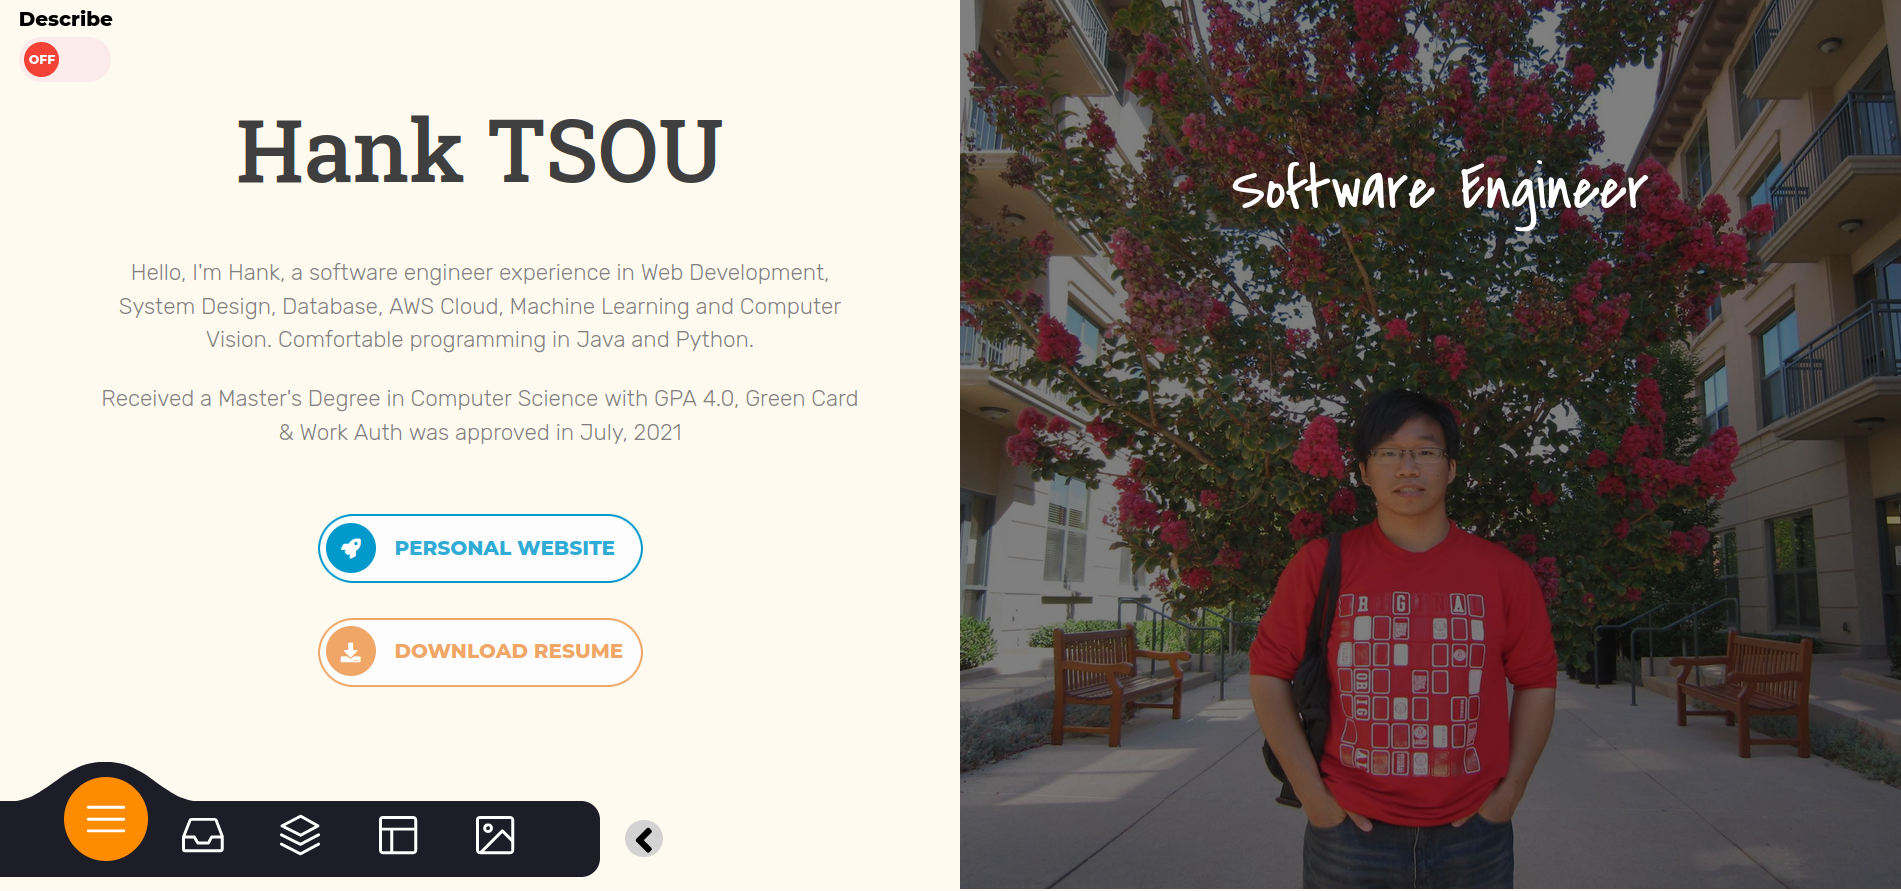 Describe
OFF
Hank TSOU
Hello, I'm Hank, a software engineer experience in Web Development,
System Design, Database, AWS Cloud, Machine Learning and Computer
Vision. Comfortable programming in Java and Python.
Received a Master's Degree in Computer Science with GPA 4.0, Green Card
& Work Auth was approved in July, 2021
PERSONAL WEBSITE
DOWNLOAD RESUME
Software Engineer